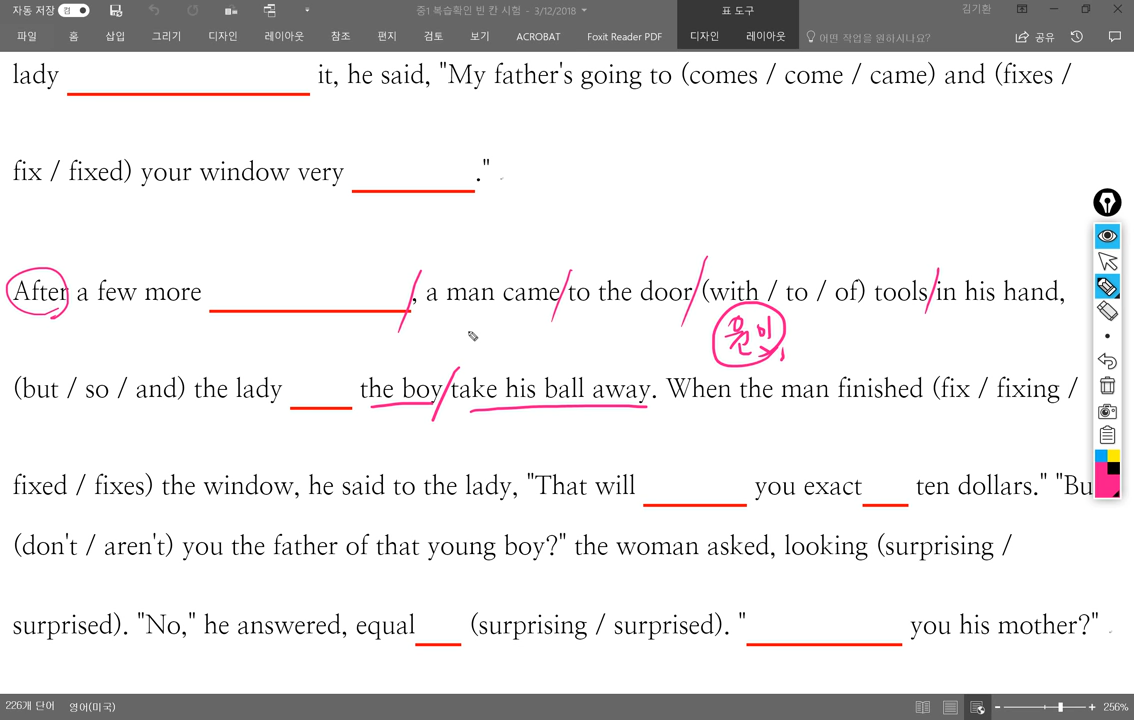 자동 저장 켬 중1 복습확인 빈 칸 시험 - 3/12/2018 표 도구 김기환
파일 홈 삽입 그리기 디자인 레이아웃 참조 편지 검토 보기 ACROBAT Foxit Reader PDF 디자인 레이아웃 어떤 작업을 원하시나요? 공유
lady it, he said, "My father's going to (comes / come / came) and (fixes /
fix / fixed) your window very ."
After a few more , a man came to the door (with / to / of) tools in his hand,
(but / so / and) the lady the boy take his ball away. When the man finished (fix / fixing /
fixed / fixes) the window, he said to the lady, "That will you exact ten dollars." "Bu
(don't / aren't) you the father of that young boy?" the woman asked, looking (surprising /
surprised). "No," he answered, equal (surprising / surprised). " you his mother?"
226개 단어 영어(미국) 256%